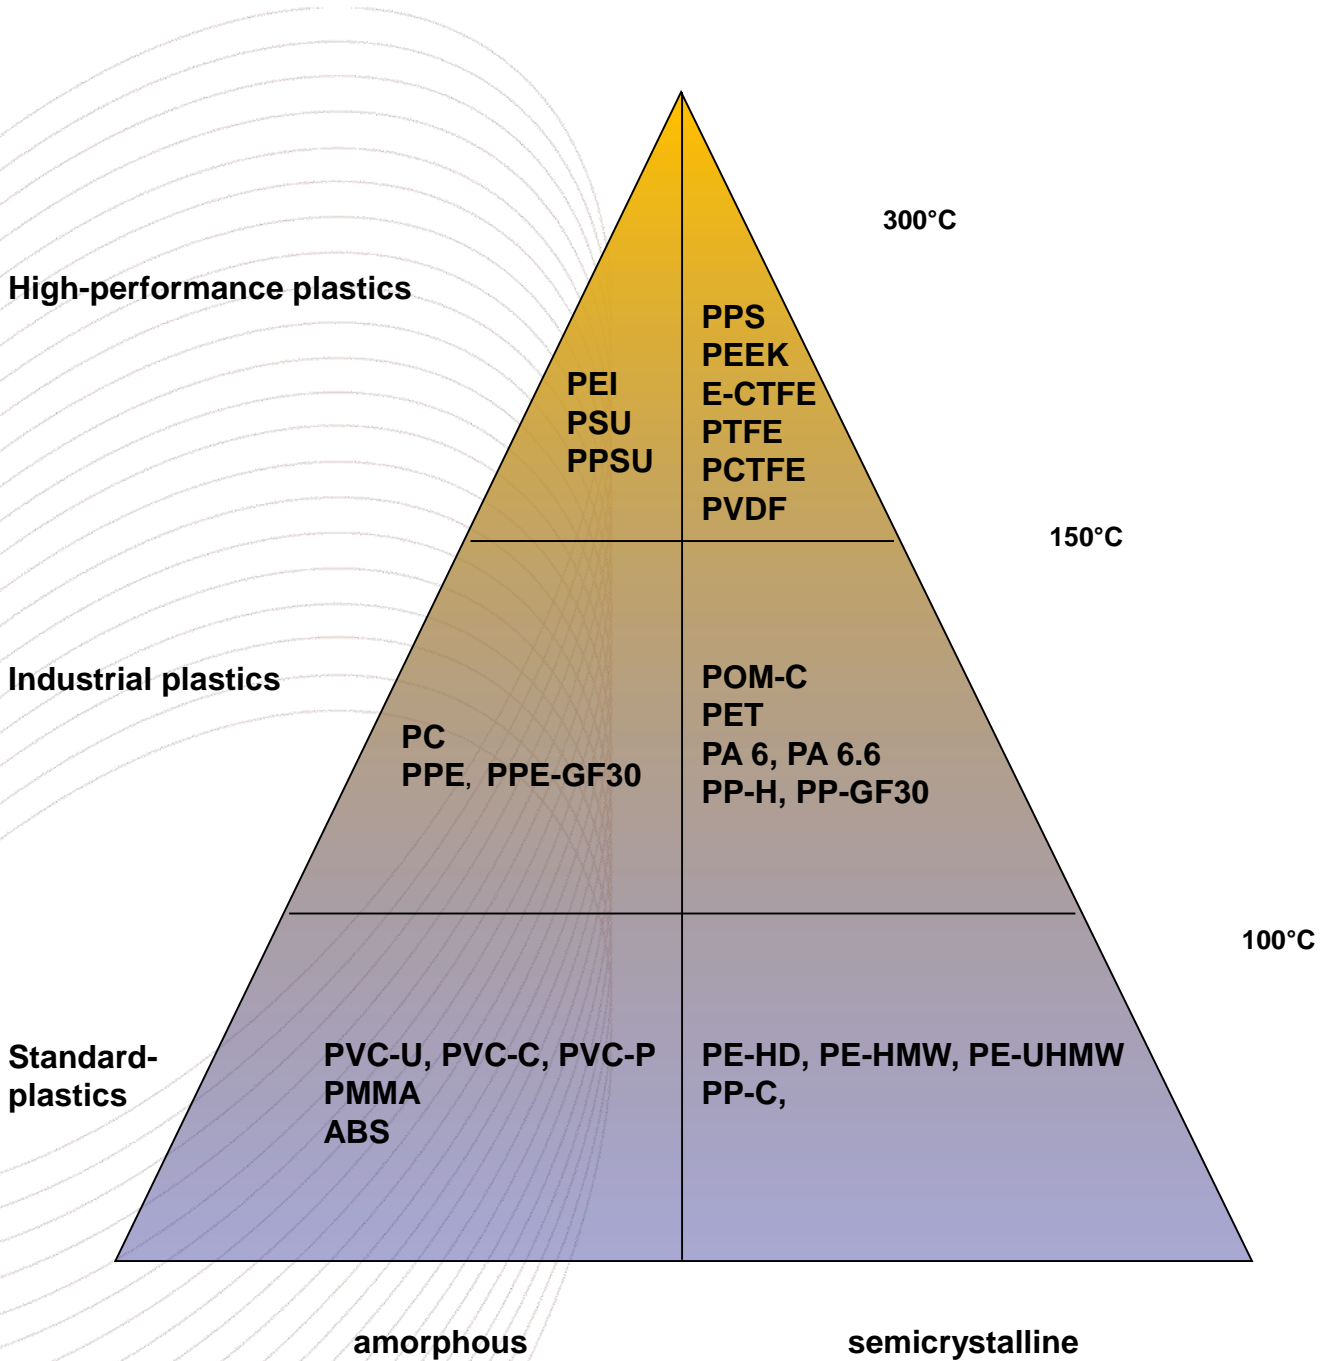 300°C
High-performance plastics
PPS
PEEK
E-CTFE
PTFE
PCTFE
PVDF
PEI
PSU
PPSU
150°C
Industrial plastics
PC
PPE, PPE-GF30
POM-C
PET
PA 6, PA 6.6
PP-H, PP-GF30
100°C
Standard-
plastics
PVC-U, PVC-C, PVC-P
PMMA
ABS
PE-HD, PE-HMW, PE-UHMW
PP-C,
amorphous
semicrystalline